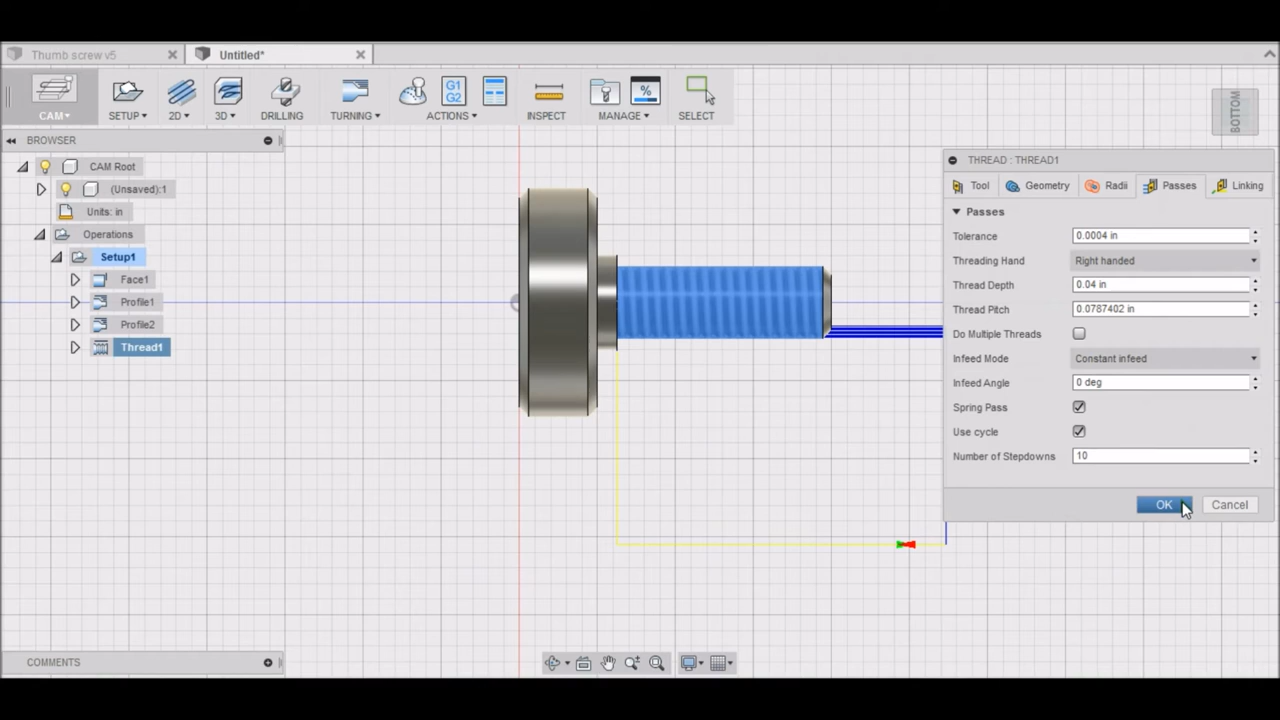 Thumb screw v5
Untitled*
G1
G2
%
CAM▾
SETUP▾
2D▾
3D▾
DRILLING
TURNING▾
ACTIONS▾
INSPECT
MANAGE▾
SELECT
BOTTOM
BROWSER
CAM Root
(Unsaved):1
Units: in
Operations
Setup1
Face1
Profile1
Profile2
Thread1
THREAD : THREAD1
Tool
Geometry
Radii
Passes
Linking
Passes
Tolerance 0.0004 in
Threading Hand Right handed
Thread Depth 0.04 in
Thread Pitch 0.0787402 in
Do Multiple Threads
Infeed Mode Constant infeed
Infeed Angle 0 deg
Spring Pass
Use cycle
Number of Stepdowns 10
OK
Cancel
COMMENTS